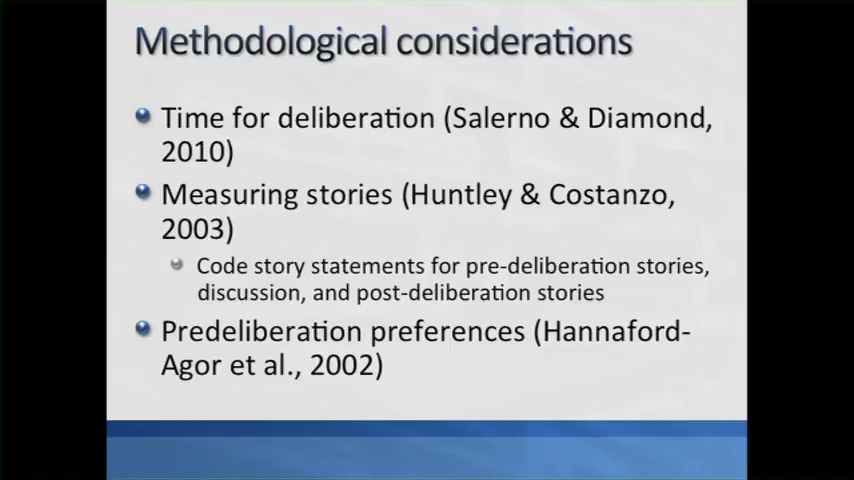 Methodological considerations
Time for deliberation (Salerno & Diamond,
2010)
Measuring stories (Huntley & Costanzo,
2003)
Code story statements for pre-deliberation stories,
discussion, and post-deliberation stories
Predeliberation preferences (Hannaford-
Agor et al., 2002)